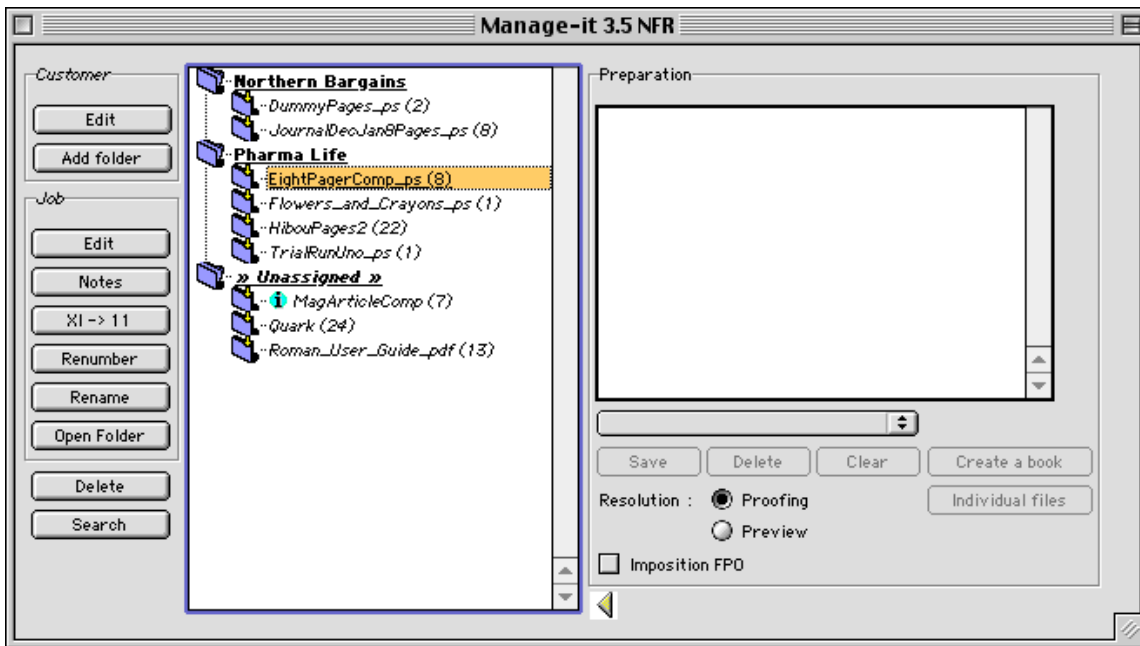 Manage-it 3.5 NFR
Customer
Edit
Add folder
Job
Edit
Notes
XI -> 11
Renumber
Rename
Open Folder
Delete
Search
Northern Bargains
DummyPages_ps (2)
JournalDecJan8Pages_ps (8)
Pharma Life
EightPagerComp_ps (8)
Flowers_and_Crayons_ps (1)
HibouPages2 (22)
TrialRunUno_ps (1)
» Unassigned »
i MagArticleComp (7)
Quark (24)
Roman_User_Guide_pdf (13)
Preparation
Save Delete Clear Create a book
Resolution : Proofing Individual files
Preview
Imposition FPO